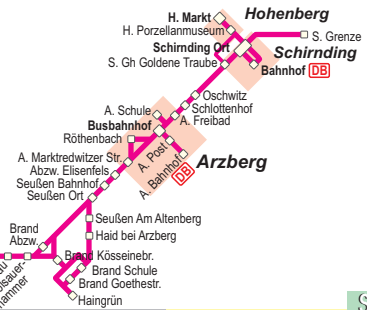 H. Markt
Hohenberg
H. Porzellanmuseum
S. Grenze
Schirnding Ort
Schirnding
S. Gh Goldene Traube
Bahnhof DB
Oschwitz
A. Schule
Schlottenhof
Busbahnhof
A. Freibad
Röthenbach
A. Post
A. Marktredwitzer Str.
Arzberg
Abzw. Elisenfels
A. Bahnhof
DB
Seußen Bahnhof
Seußen Ort
Seußen Am Altenberg
Brand
Abzw.
Haid bei Arzberg
Brand Kösseinebr.
Brand Schule
Brand Goethestr.
Haingrün